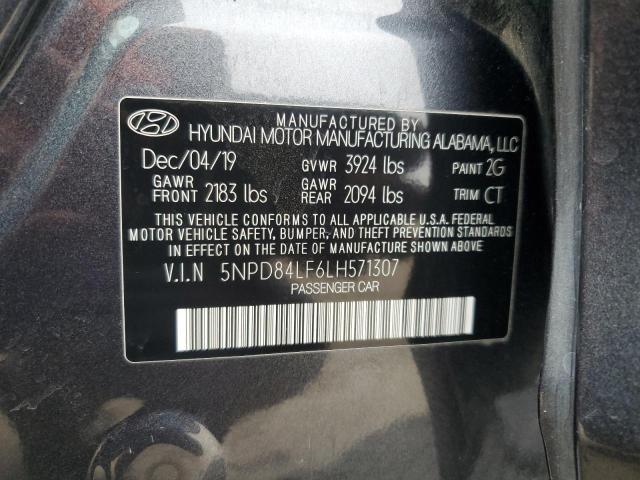 MANUFACTURED BY
HYUNDAI MOTOR MANUFACTURING ALABAMA, LLC
Dec/04/19 GVWR 3924 lbs PAINT 2G
GAWR FRONT 2183 lbs GAWR REAR 2094 lbs TRIM CT
THIS VEHICLE CONFORMS TO ALL APPLICABLE U.S.A. FEDERAL
MOTOR VEHICLE SAFETY, BUMPER, AND THEFT PREVENTION STANDARDS
IN EFFECT ON THE DATE OF MANUFACTURE SHOWN ABOVE.
V.I.N 5NPD84LF6LH571307
PASSENGER CAR